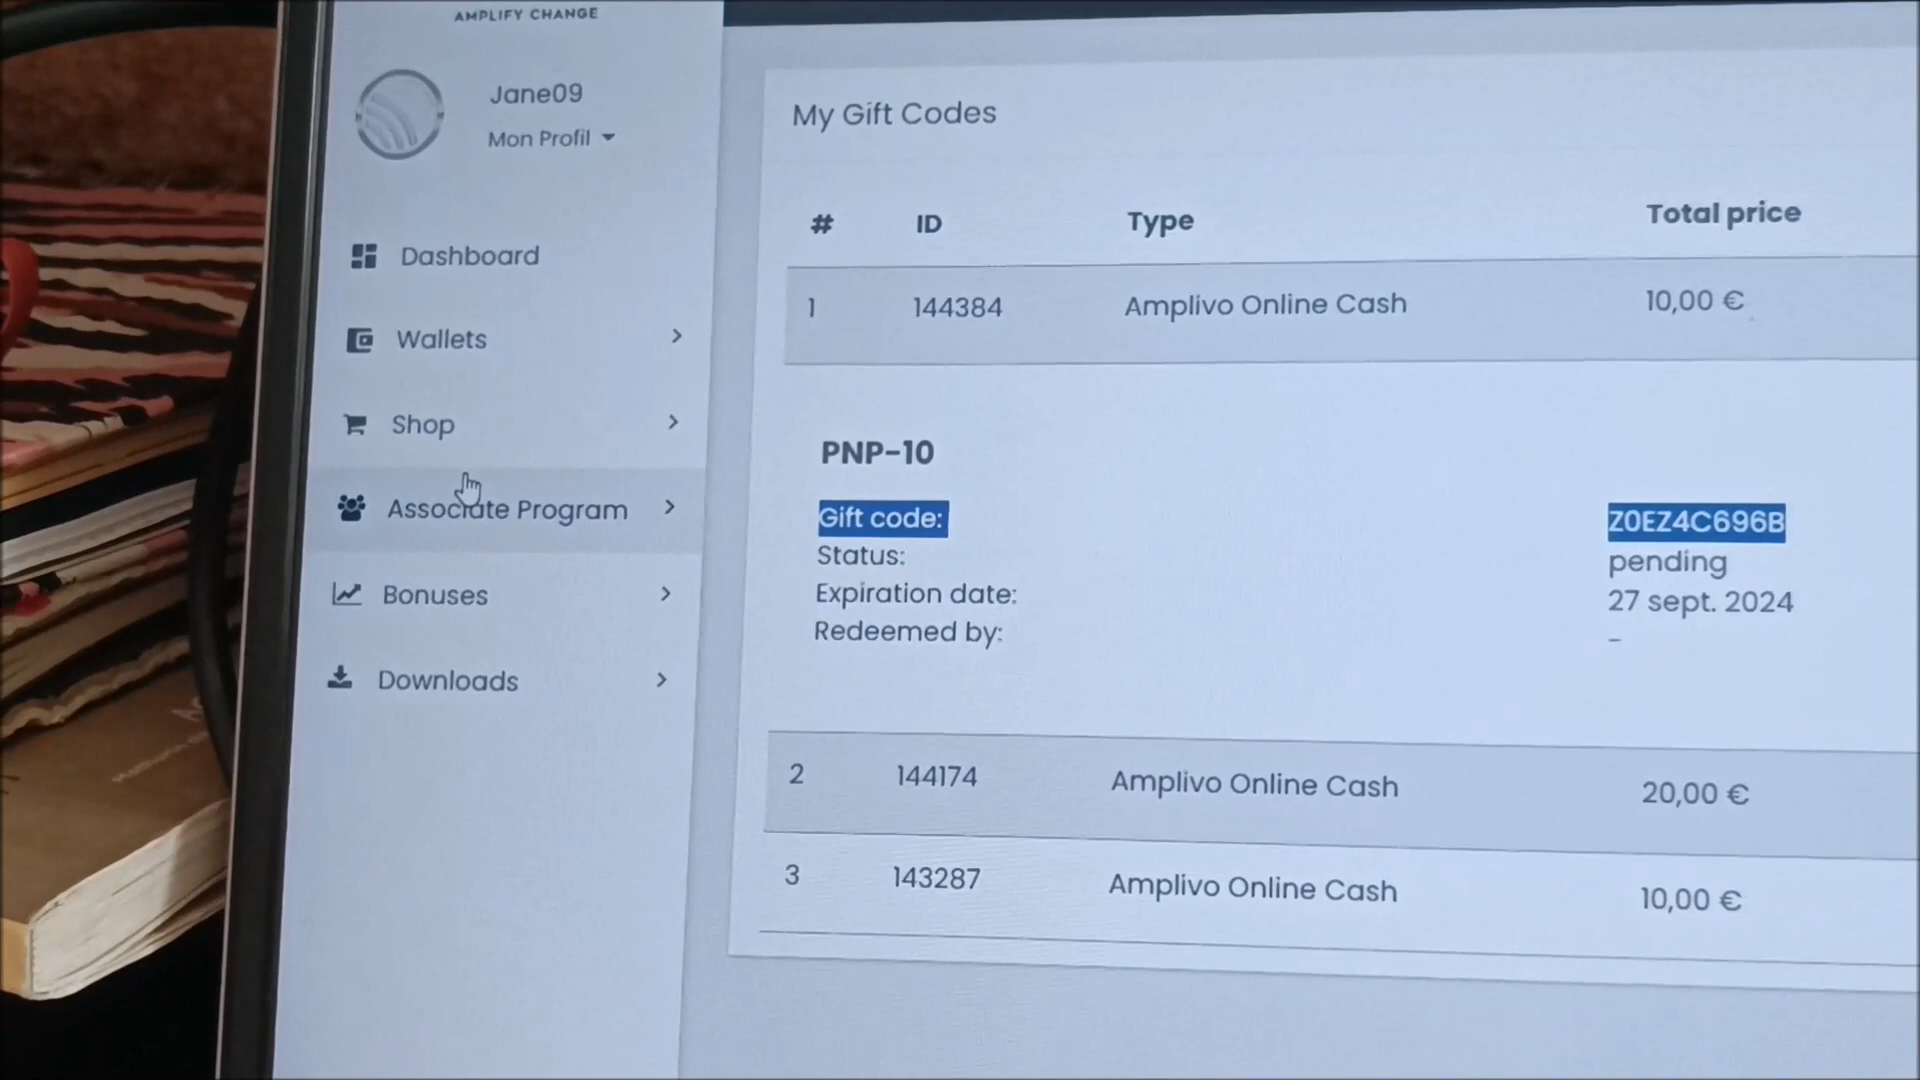 AMPLIFY CHANGE
Jane09
Mon Profil
Dashboard
Wallets
Shop
Associate Program
Bonuses
Downloads
My Gift Codes
# ID Type Total price
1 144384 Amplivo Online Cash 10,00 €
PNP-10
Gift code: Z0EZ4C696B
Status: pending
Expiration date: 27 sept. 2024
Redeemed by: –
2 144174 Amplivo Online Cash 20,00 €
3 143287 Amplivo Online Cash 10,00 €